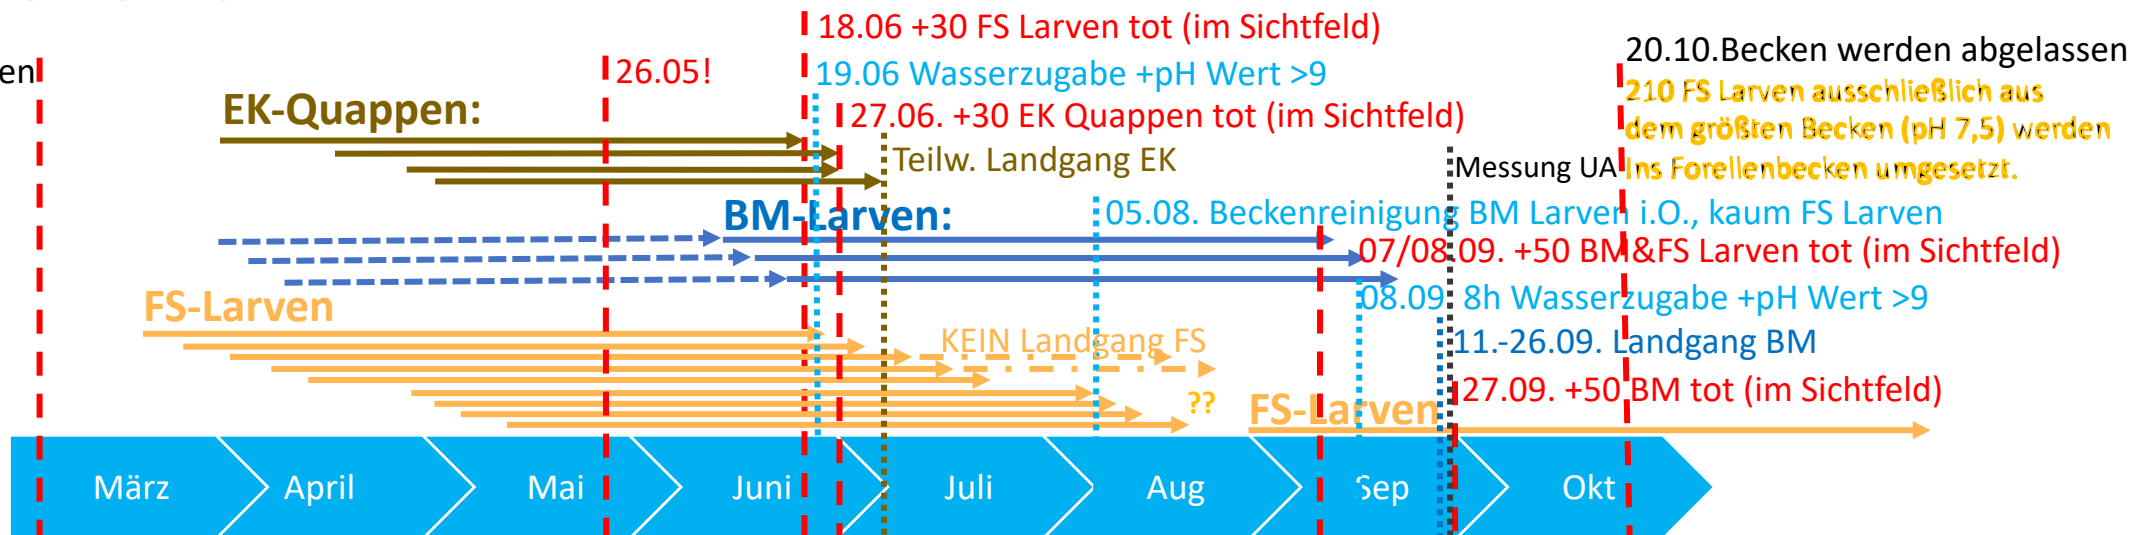 en
18.06 +30 FS Larven tot (im Sichtfeld)
26.05!
19.06 Wasserzugabe +pH Wert >9
20.10.Becken werden abgelassen
210 FS Larven ausschließlich aus
dem größten Becken (pH 7,5) werden
Ins Forellenbecken umgesetzt.
EK-Quappen:
27.06. +30 EK Quappen tot (im Sichtfeld)
Teilw. Landgang EK
Messung UA
BM-Larven:
05.08. Beckenreinigung BM Larven i.O., kaum FS Larven
07/08.09. +50 BM&FS Larven tot (im Sichtfeld)
FS-Larven
08.09. 8h Wasserzugabe +pH Wert >9
KEIN Landgang FS
11.-26.09. Landgang BM
27.09. +50 BM tot (im Sichtfeld)
??
FS-Larven
März
April
Mai
Juni
Juli
Aug
Sep
Okt